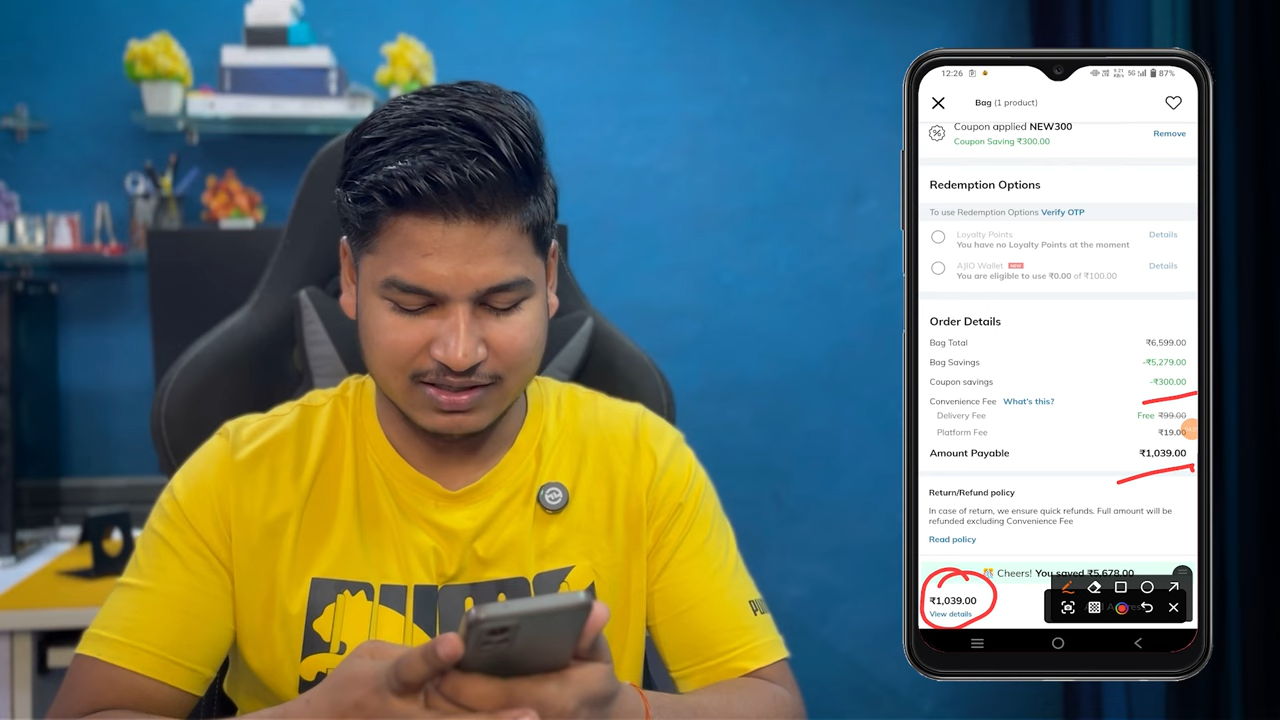 12:26
5G
87%
Bag (1 product)
Coupon applied NEW300
Remove
Coupon Saving ₹300.00
Redemption Options
To use Redemption Options Verify OTP
Loyalty Points
Details
You have no Loyalty Points at the moment
AJIO Wallet NEW
Details
You are eligible to use ₹0.00 of ₹100.00
Order Details
Bag Total ₹6,599.00
Bag Savings -₹5,279.00
Coupon savings -₹300.00
Convenience Fee What's this?
Delivery Fee Free ₹99.00
Platform Fee ₹19.00
Amount Payable ₹1,039.00
Return/Refund policy
In case of return, we ensure quick refunds. Full amount will be
refunded excluding Convenience Fee
Read policy
Cheers! You saved ₹5,678.00
₹1,039.00
View details